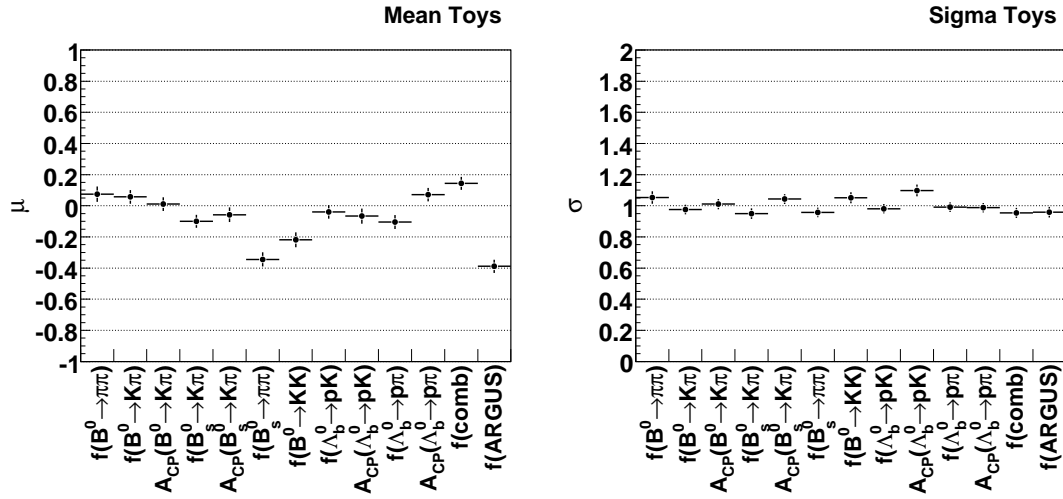 Mean Toys
μ
1
0.8
0.6
0.4
0.2
0
-0.2
-0.4
-0.6
-0.8
-1
f(B⁰→ππ)
f(B⁰→Kπ)
A_CP(B⁰→Kπ)
f(B⁰_s→Kπ)
A_CP(B⁰_s→Kπ)
f(B⁰_s→ππ)
f(B⁰→KK)
f(Λ⁰_b→pK)
A_CP(Λ⁰_b→pK)
f(Λ⁰_b→pπ)
A_CP(Λ⁰_b→pπ)
f(comb)
f(ARGUS)
Sigma Toys
σ
2
1.8
1.6
1.4
1.2
1
0.8
0.6
0.4
0.2
0
f(B⁰→ππ)
f(B⁰→Kπ)
A_CP(B⁰→Kπ)
f(B⁰_s→Kπ)
A_CP(B⁰_s→Kπ)
f(B⁰_s→ππ)
f(B⁰→KK)
f(Λ⁰_b→pK)
A_CP(Λ⁰_b→pK)
f(Λ⁰_b→pπ)
A_CP(Λ⁰_b→pπ)
f(comb)
f(ARGUS)